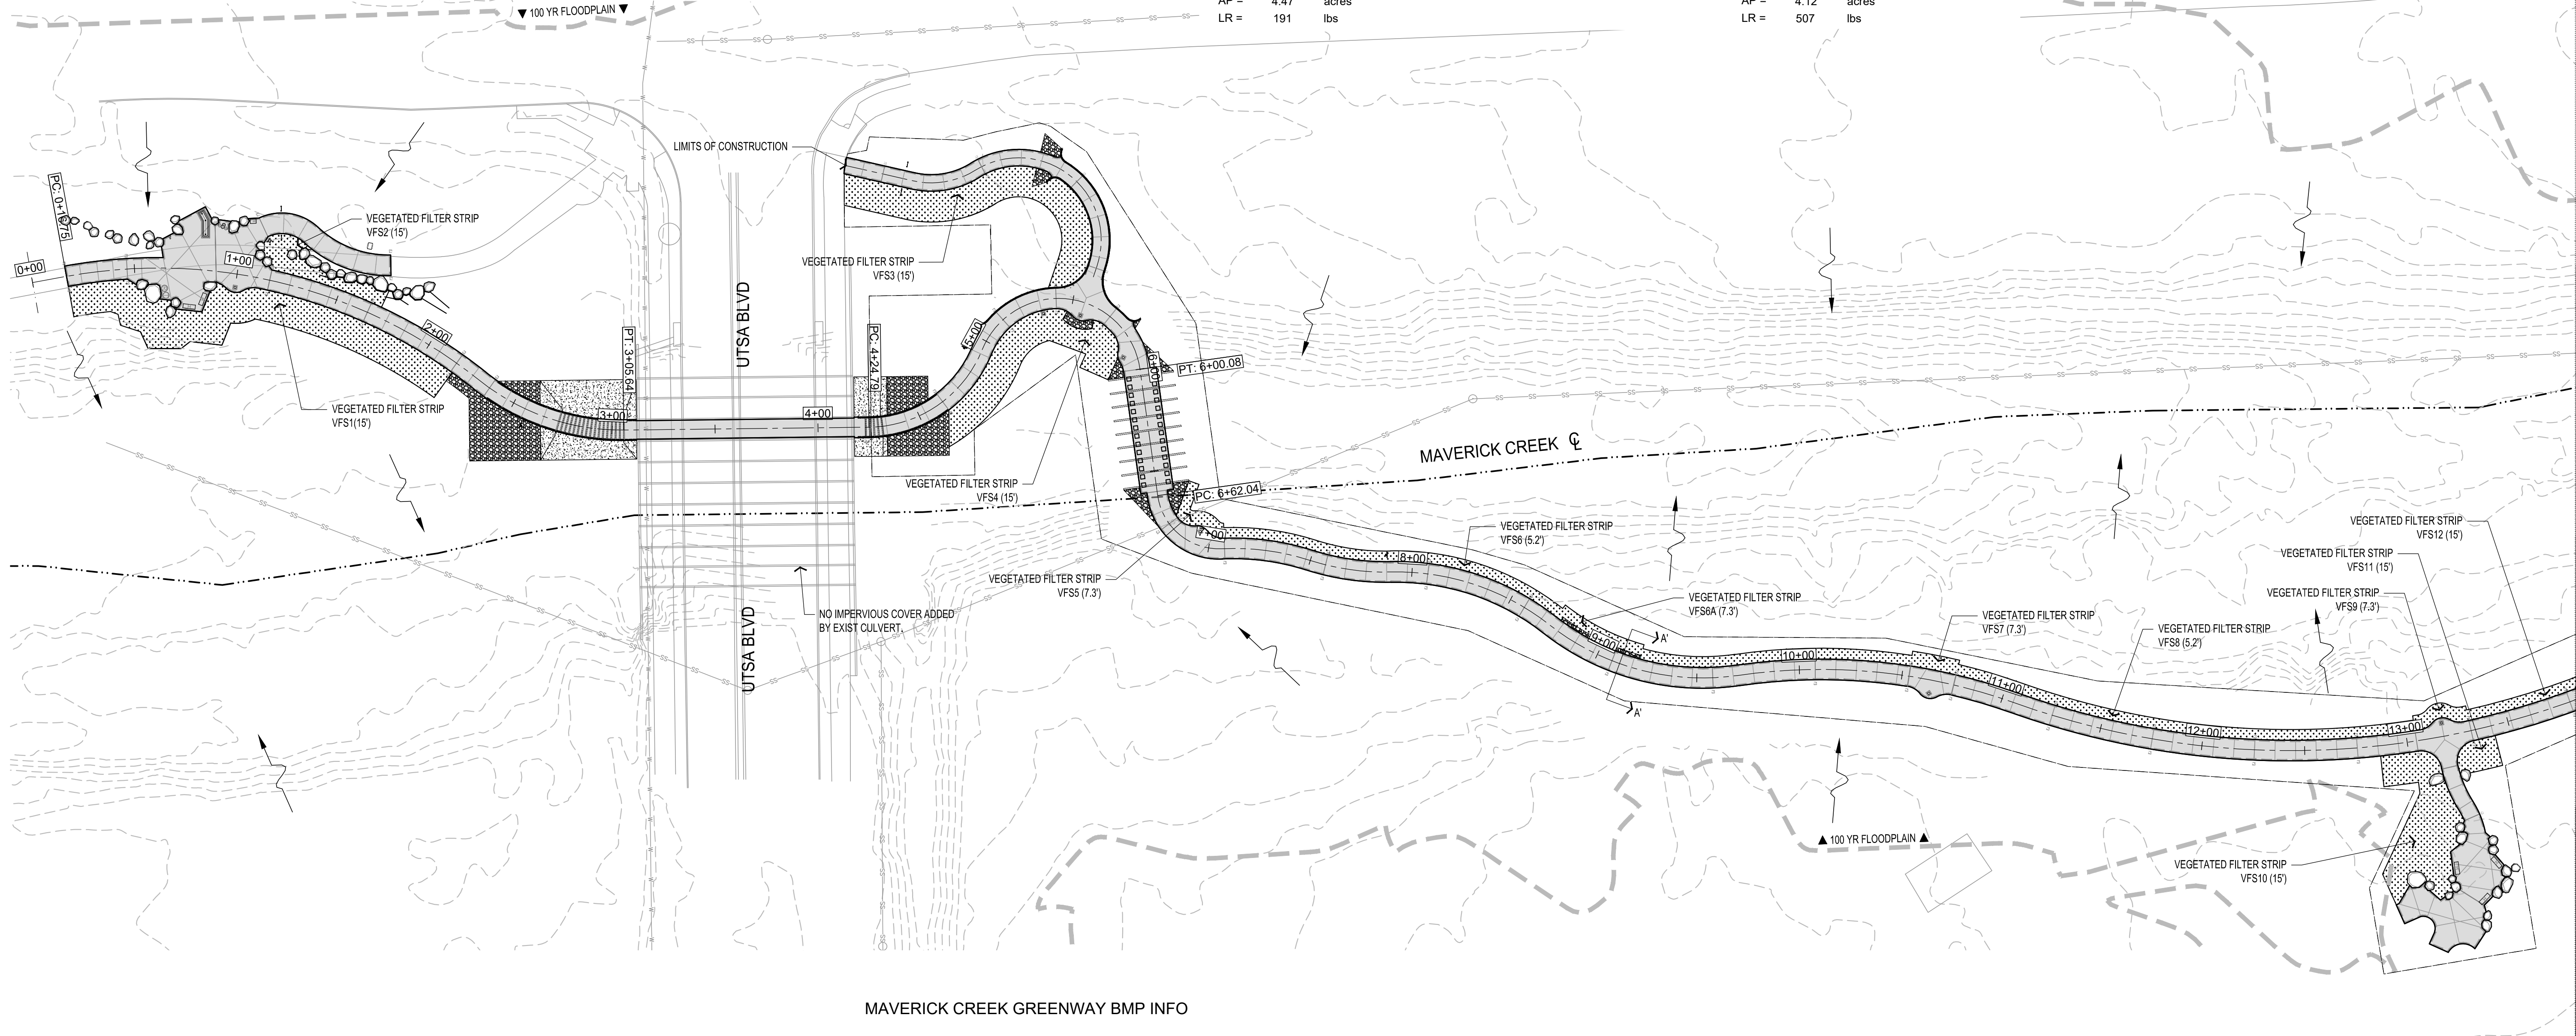 ▼ 100 YR FLOODPLAIN ▼
AP = 4.47 acres
LR = 191 lbs
AP = 4.12 acres
LR = 507 lbs
LIMITS OF CONSTRUCTION
VEGETATED FILTER STRIP
VFS2 (15')
0+00
1+00
2+00
VEGETATED FILTER STRIP
VFS1(15')
PT: 3+05.64
3+00
4+00
PC: 4+24.79
5+00
UTSA BLVD
UTSA BLVD
VEGETATED FILTER STRIP
VFS3 (15')
6+00
PT: 6+00.08
VEGETATED FILTER STRIP
VFS4 (15')
PC: 6+62.04
MAVERICK CREEK ℄
7+00
VEGETATED FILTER STRIP
VFS5 (7.3')
NO IMPERVIOUS COVER ADDED
BY EXIST CULVERT.
8+00
VEGETATED FILTER STRIP
VFS6 (5.2')
9+00
VEGETATED FILTER STRIP
VFS6A (7.3')
A'
A'
10+00
VEGETATED FILTER STRIP
VFS7 (7.3')
11+00
VEGETATED FILTER STRIP
VFS8 (5.2')
12+00
13+00
VEGETATED FILTER STRIP
VFS12 (15')
VEGETATED FILTER STRIP
VFS11 (15')
VEGETATED FILTER STRIP
VFS9 (7.3')
▲ 100 YR FLOODPLAIN ▲
VEGETATED FILTER STRIP
VFS10 (15')
MAVERICK CREEK GREENWAY BMP INFO